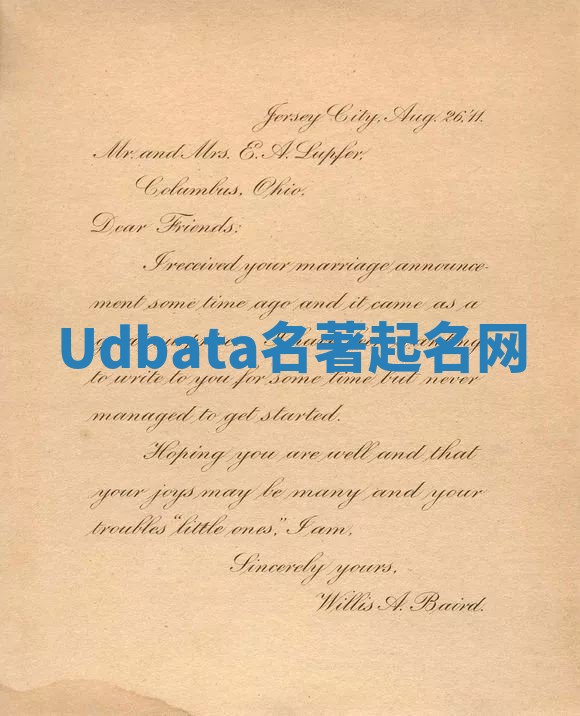 Jersey City, Aug. 26, '11.
Mr. and Mrs. E. A. Lupfer,
Columbus, Ohio.
Dear Friends:
I received your marriage announce-
ment some time ago and it came as a
Udbata名著起名网
to write to you for some time but never
managed to get started.
Hoping you are well and that
your joys may be many and your
troubles "little ones," I am,
Sincerely yours,
Willis A. Baird.